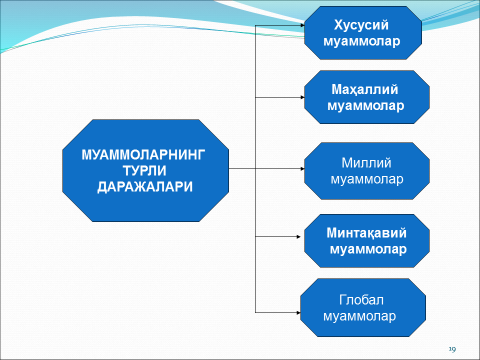 МУАММОЛАРНИНГ
ТУРЛИ
ДАРАЖАЛАРИ
Хусусий
муаммолар
Маҳаллий
муаммолар
Миллий
муаммолар
Минтақавий
муаммолар
Глобал
муаммолар
19